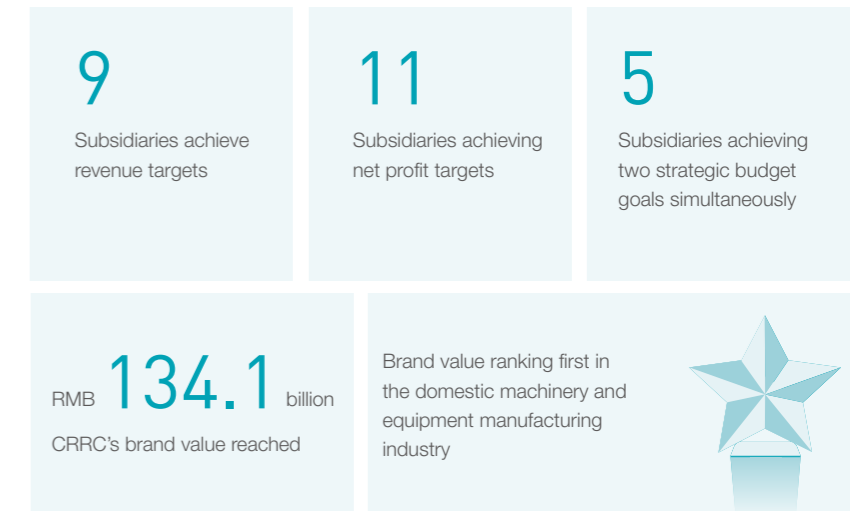 9
Subsidiaries achieve
revenue targets
11
Subsidiaries achieving
net profit targets
5
Subsidiaries achieving
two strategic budget
goals simultaneously
RMB 134.1 billion
CRRC's brand value reached
Brand value ranking first in
the domestic machinery and
equipment manufacturing
industry